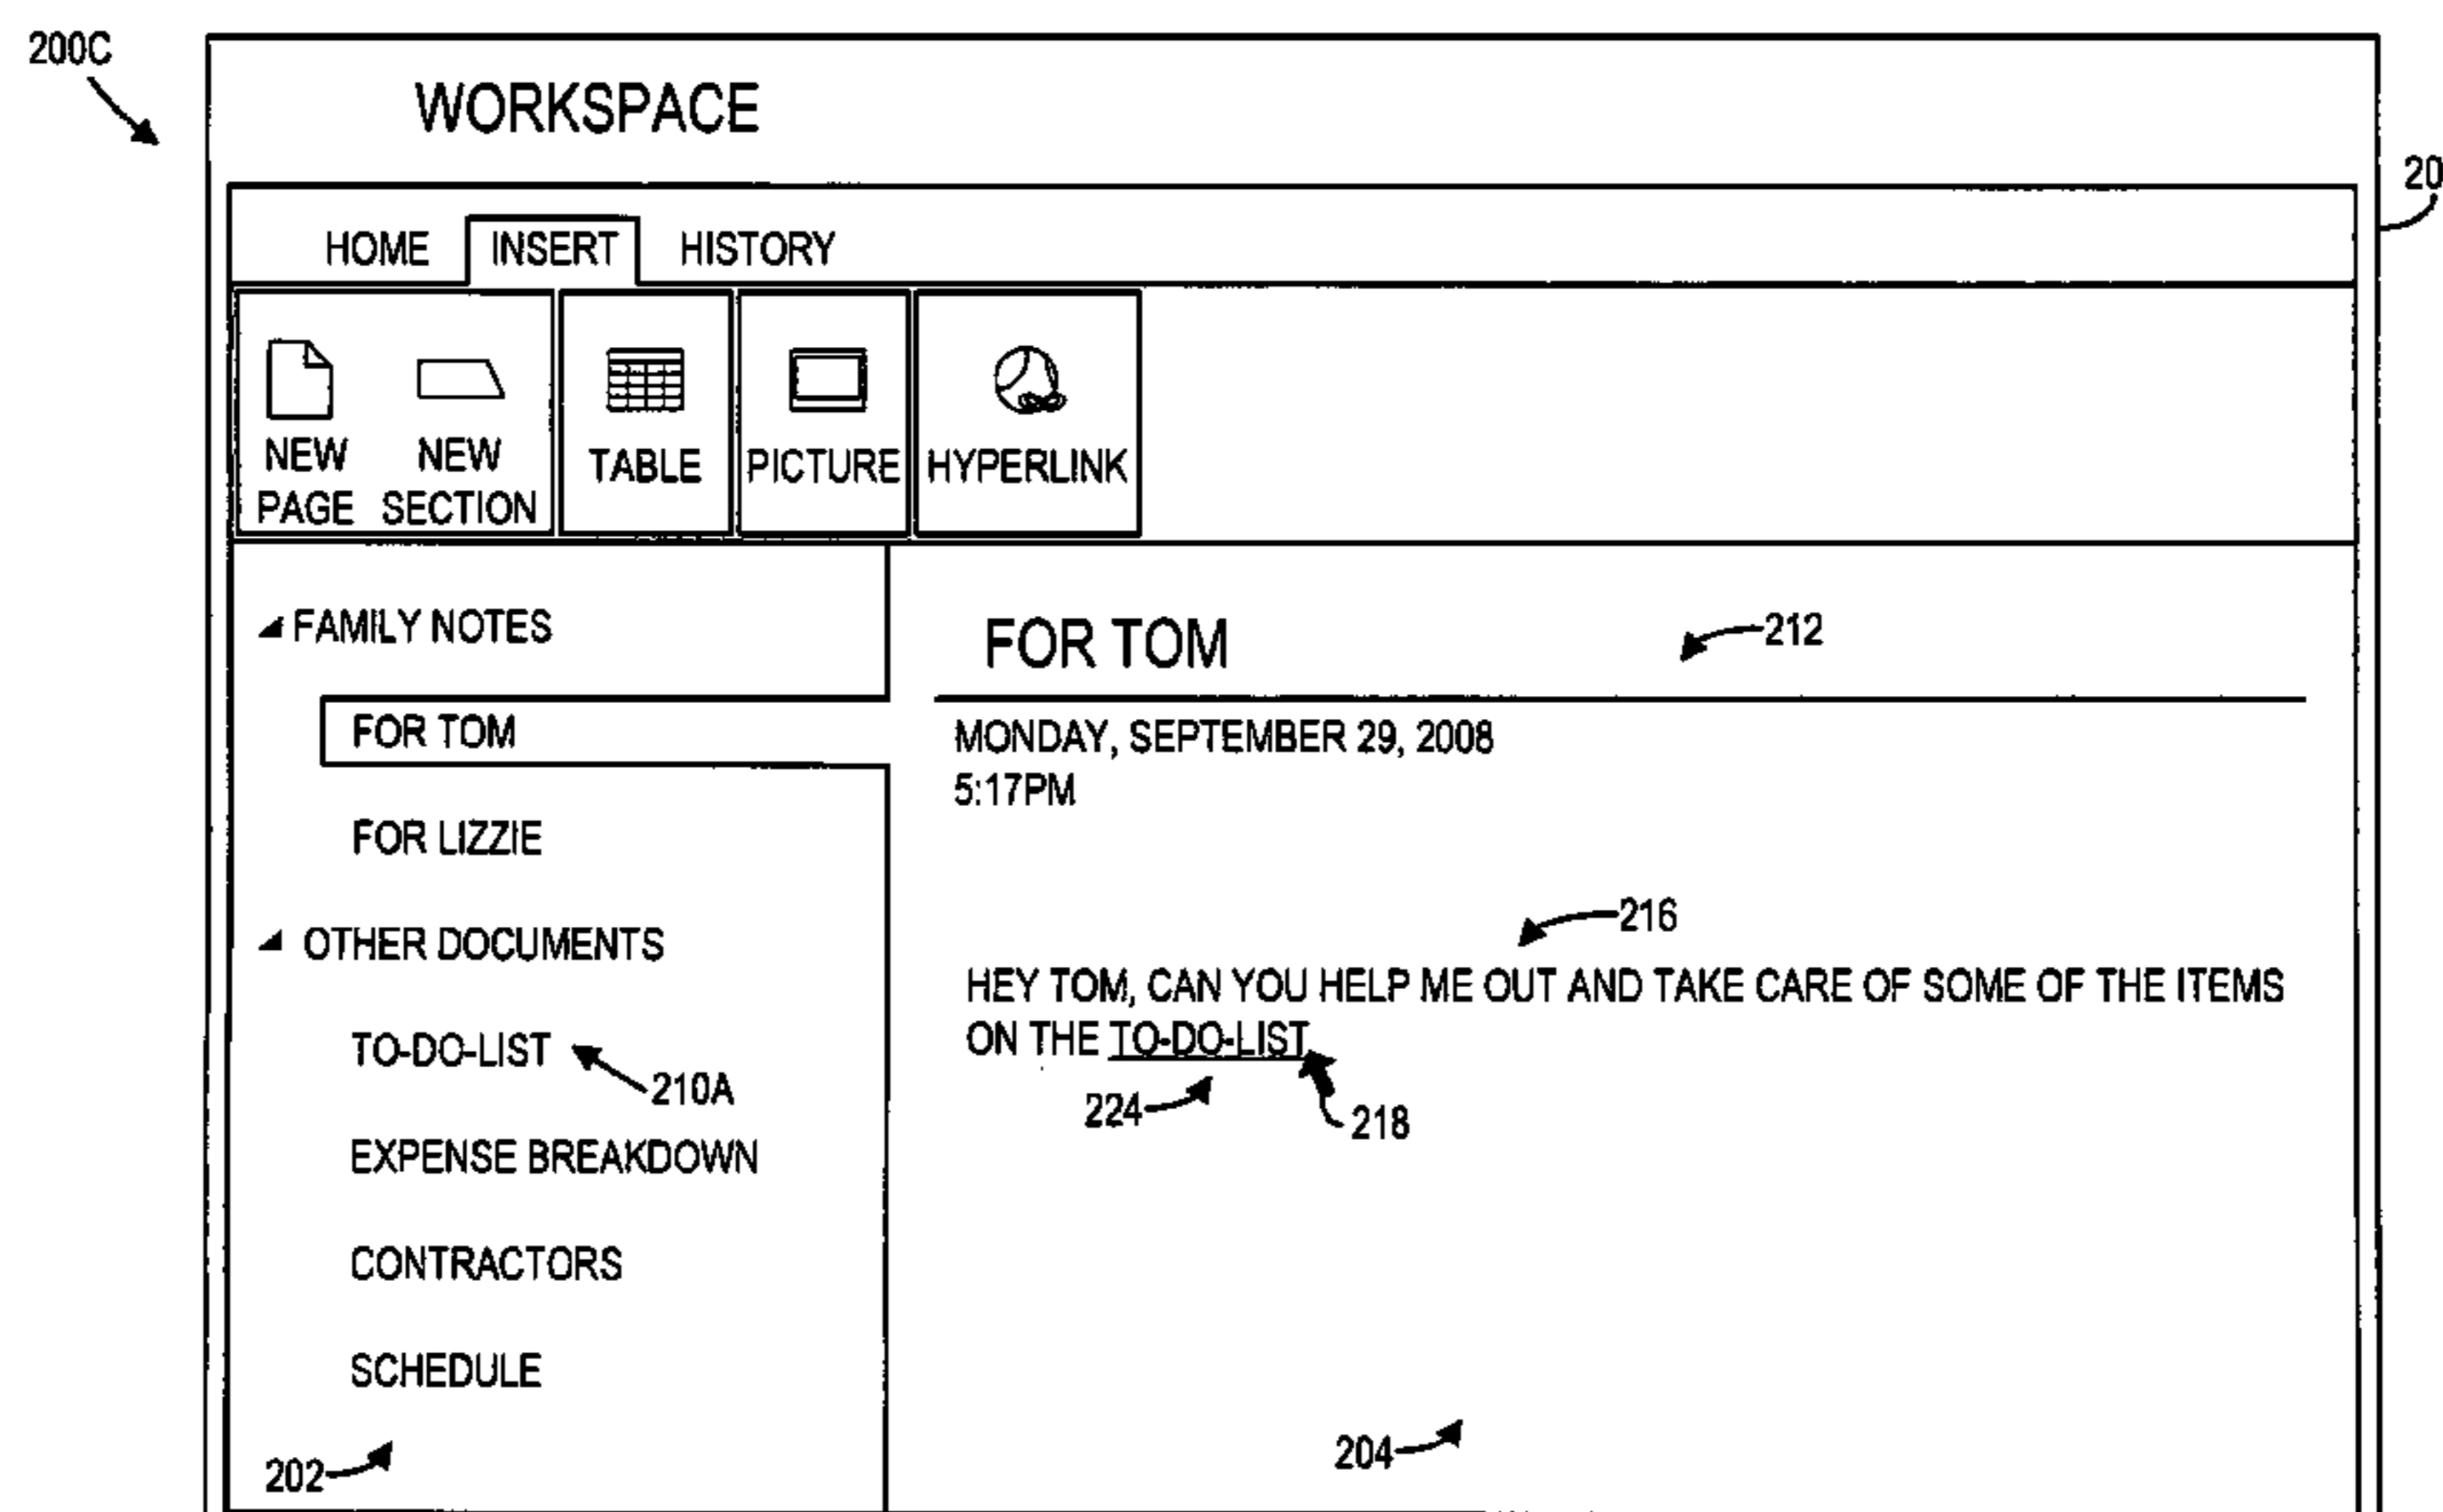 200C
WORKSPACE
20
HOME INSERT HISTORY
NEW PAGE
NEW SECTION
TABLE
PICTURE
HYPERLINK
FAMILY NOTES
FOR TOM
FOR LIZZIE
OTHER DOCUMENTS
TO-DO-LIST
210A
EXPENSE BREAKDOWN
CONTRACTORS
SCHEDULE
202
FOR TOM
212
MONDAY, SEPTEMBER 29, 2008
5:17PM
216
HEY TOM, CAN YOU HELP ME OUT AND TAKE CARE OF SOME OF THE ITEMS
ON THE TO-DO-LIST
224
218
204